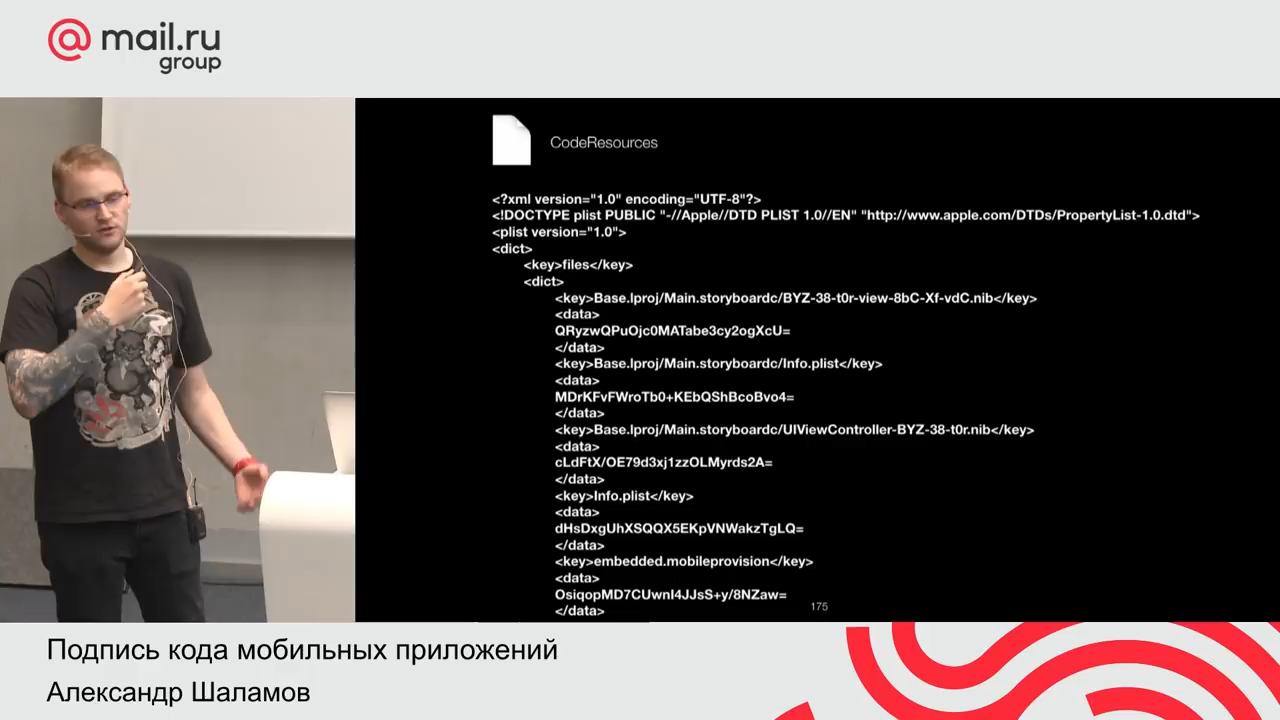 @ mail.ru
group
CodeResources
<?xml version="1.0" encoding="UTF-8"?>
<!DOCTYPE plist PUBLIC "-//Apple//DTD PLIST 1.0//EN" "http://www.apple.com/DTDs/PropertyList-1.0.dtd">
<plist version="1.0">
<dict>
<key>files</key>
<dict>
<key>Base.lproj/Main.storyboardc/BYZ-38-t0r-view-8bC-Xf-vdC.nib</key>
<data>
QRyzwQPuOjc0MATabe3cy2ogXcU=
</data>
<key>Base.lproj/Main.storyboardc/Info.plist</key>
<data>
MDrKFvFWroTb0+KEbQShBcoBvo4=
</data>
<key>Base.lproj/Main.storyboardc/UIViewController-BYZ-38-t0r.nib</key>
<data>
cLdFtX/OE79d3xj1zzOLMyrds2A=
</data>
<key>Info.plist</key>
<data>
dHsDxgUhXSQQX5EKpVNWakzTgLQ=
</data>
<key>embedded.mobileprovision</key>
<data>
OsiqopMD7CUwnI4JJsS+y/8NZaw=
</data>
175
Подпись кода мобильных приложений
Александр Шаламов